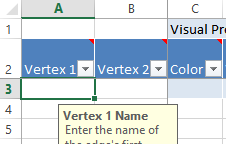 A B C
1 Visual Pr
2 Vertex 1 Vertex 2 Color
3
4 Vertex 1 Name
5 Enter the name of
the edge's first